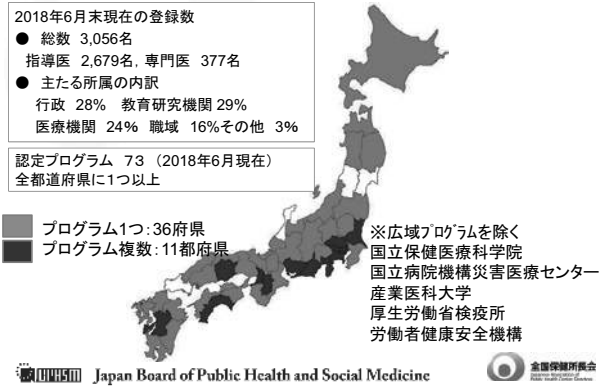 2018年6月末現在の登録数
● 総数 3,056名
指導医 2,679名，専門医 377名
● 主たる所属の内訳
行政 28% 教育研究機関 29%
医療機関 24% 職域 16%その他 3%
認定プログラム 73 (2018年6月現在)
全都道府県に1つ以上
プログラム1つ：36府県
プログラム複数：11都府県
※広域ﾌﾟﾛｸﾞﾗﾑを除く
国立保健医療科学院
国立病院機構災害医療センター
産業医科大学
厚生労働省検疫所
労働者健康安全機構
JBPHSM Japan Board of Public Health and Social Medicine
全国保健所長会
Japanese Association of
Public Health Center Directors